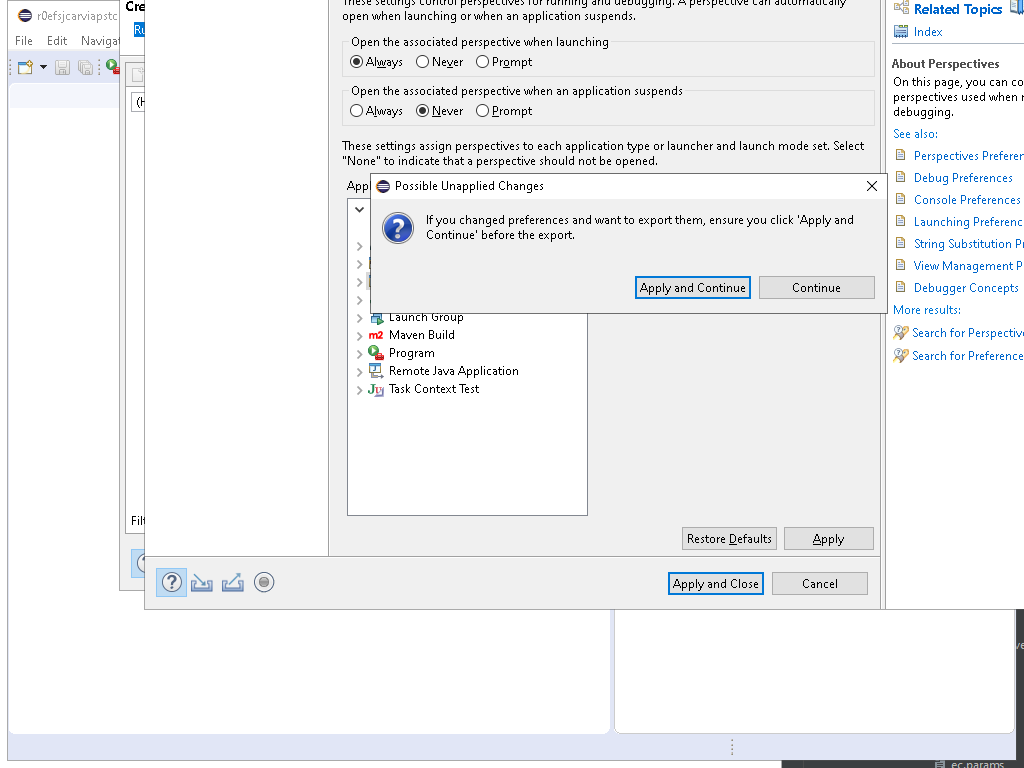 r0efsjcarviapstc
File Edit Navigat
Cre
(H
Filt
These settings control perspectives for running and debugging. A perspective can automatically
open when launching or when an application suspends.
Open the associated perspective when launching
Always Never Prompt
Open the associated perspective when an application suspends
Always Never Prompt
These settings assign perspectives to each application type or launcher and launch mode set. Select
"None" to indicate that a perspective should not be opened.
Appl
Possible Unapplied Changes
If you changed preferences and want to export them, ensure you click 'Apply and
Continue' before the export.
Apply and Continue Continue
Launch Group
m2 Maven Build
Program
Remote Java Application
Task Context Test
Restore Defaults Apply
Apply and Close Cancel
Related Topics
Index
About Perspectives
On this page, you can co
perspectives used when r
debugging.
See also:
Perspectives Preferer
Debug Preferences
Console Preferences
Launching Preferenc
String Substitution Pr
View Management P
Debugger Concepts
More results:
Search for Perspective
Search for Preference
ec.params